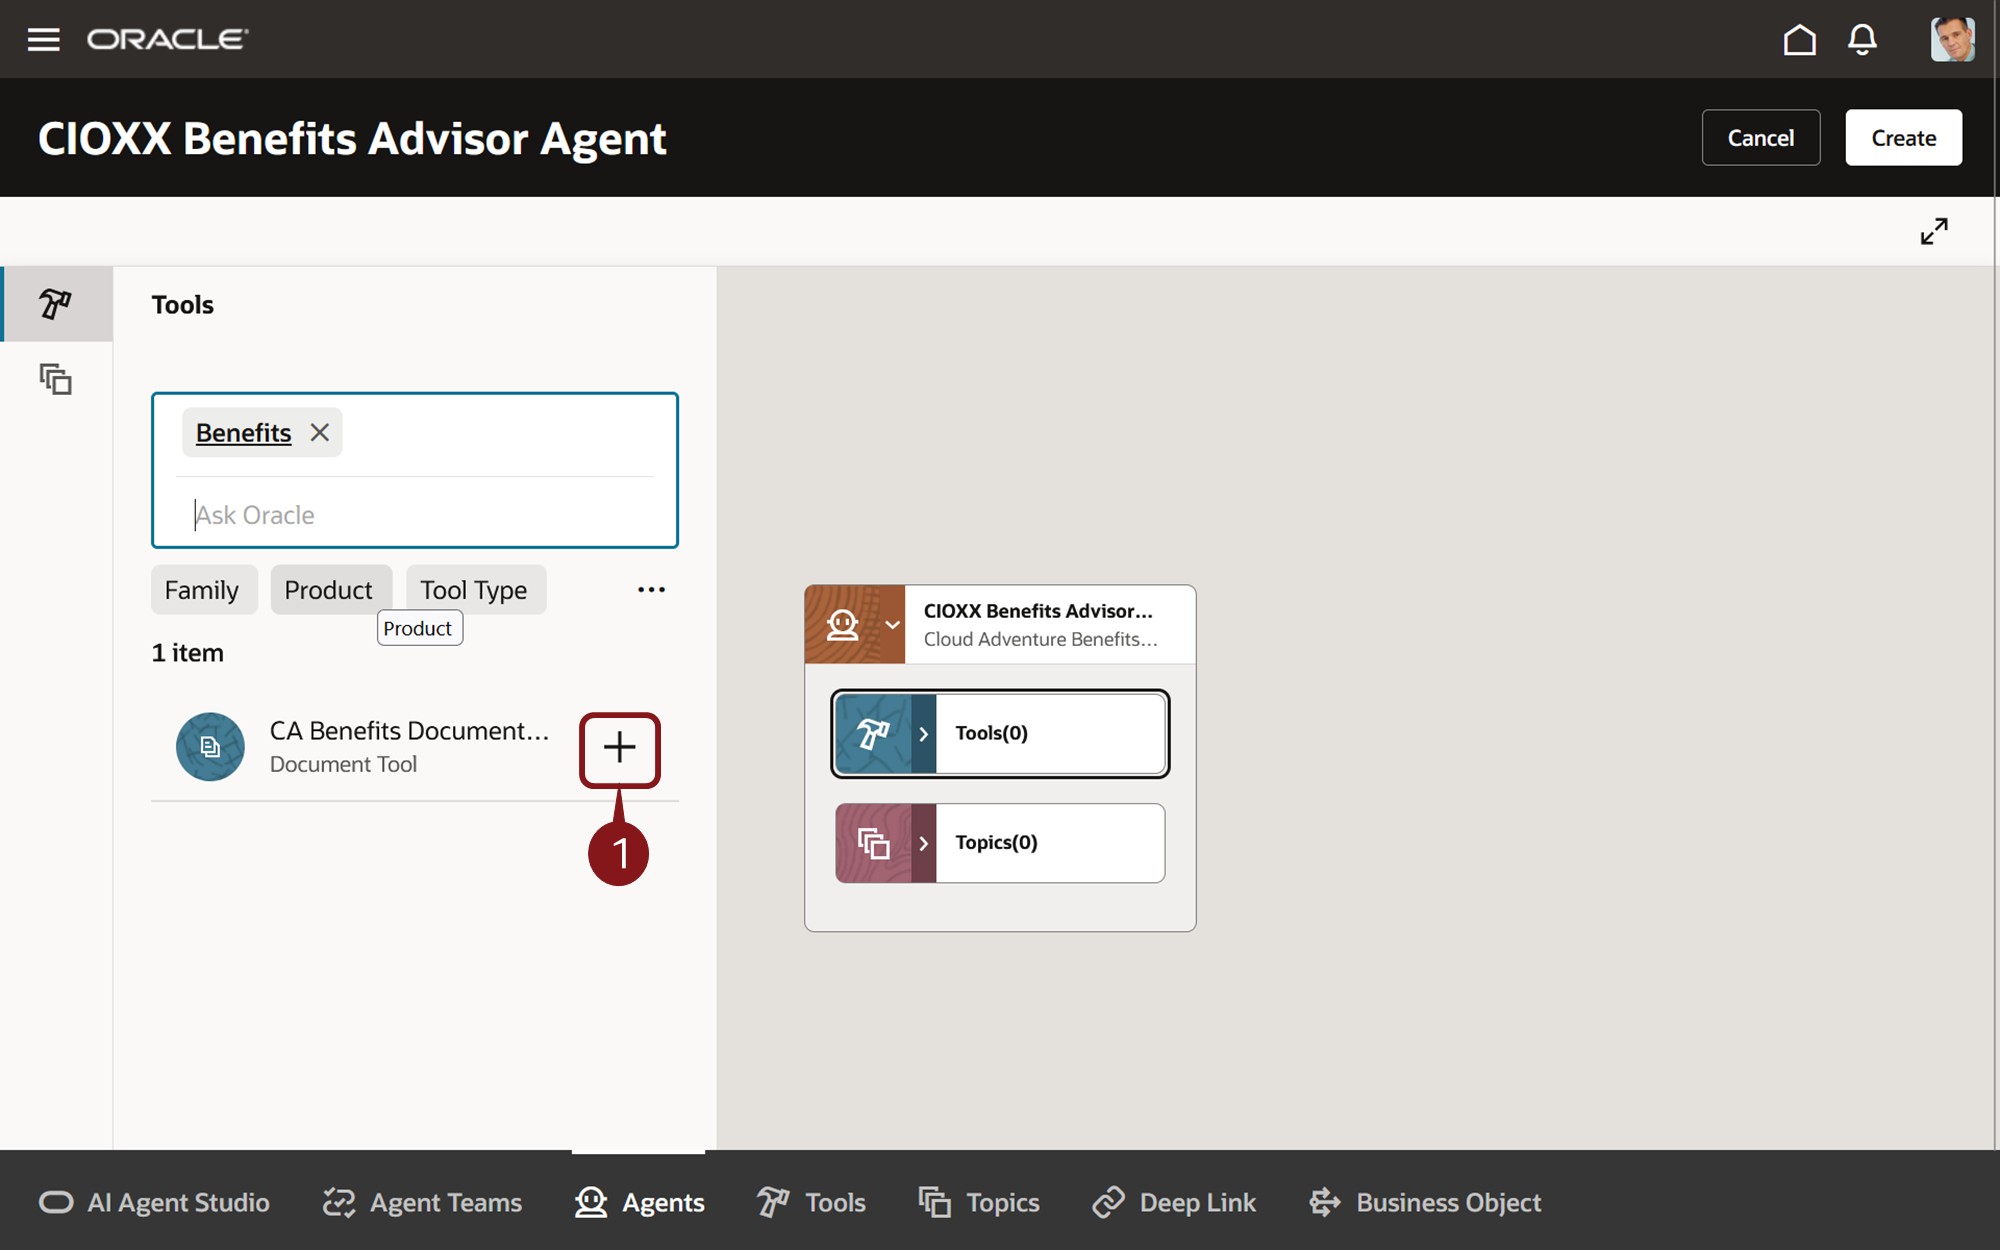 ORACLE
CIOXX Benefits Advisor Agent
Cancel
Create
Tools
Benefits
Ask Oracle
Family
Product
Tool Type
...
Product
1 item
CA Benefits Document...
Document Tool
1
CIOXX Benefits Advisor...
Cloud Adventure Benefits...
Tools(0)
Topics(0)
AI Agent Studio
Agent Teams
Agents
Tools
Topics
Deep Link
Business Object